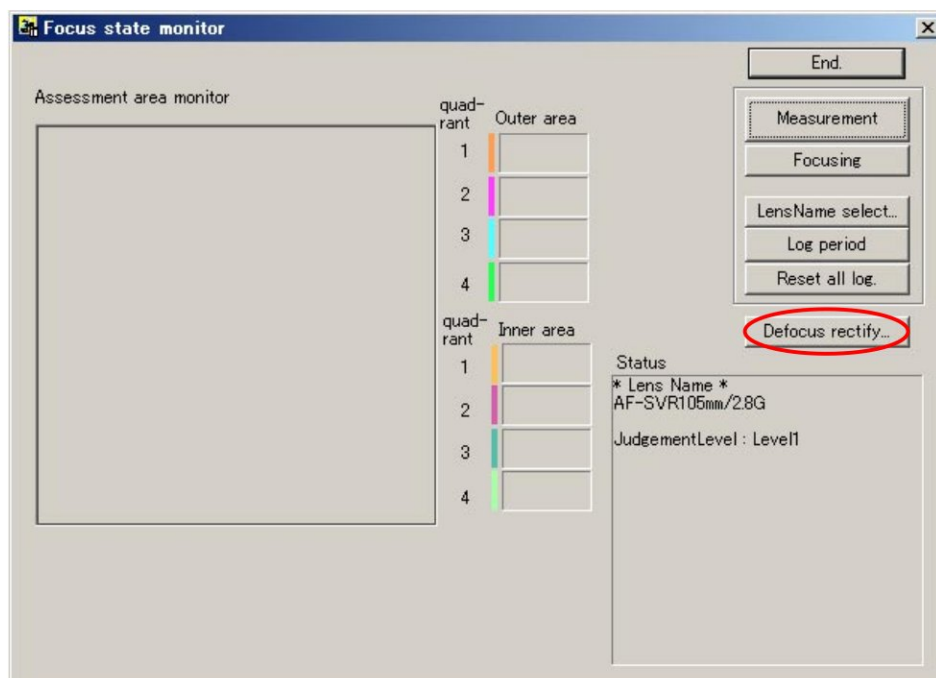 Focus state monitor
End.
Assessment area monitor
quad-
rant
Outer area
1
2
3
4
quad-
rant
Inner area
1
2
3
4
Measurement
Focusing
LensName select...
Log period
Reset all log.
Defocus rectify...
Status
* Lens Name *
AF-SVR105mm/2.8G
JudgementLevel : Level1